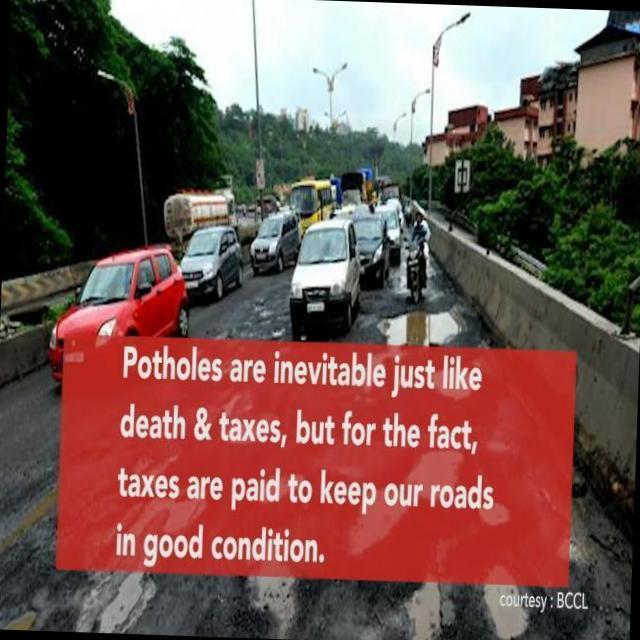 Potholes are inevitable just like
death & taxes, but for the fact,
taxes are paid to keep our roads
in good condition.
courtesy : BCCL